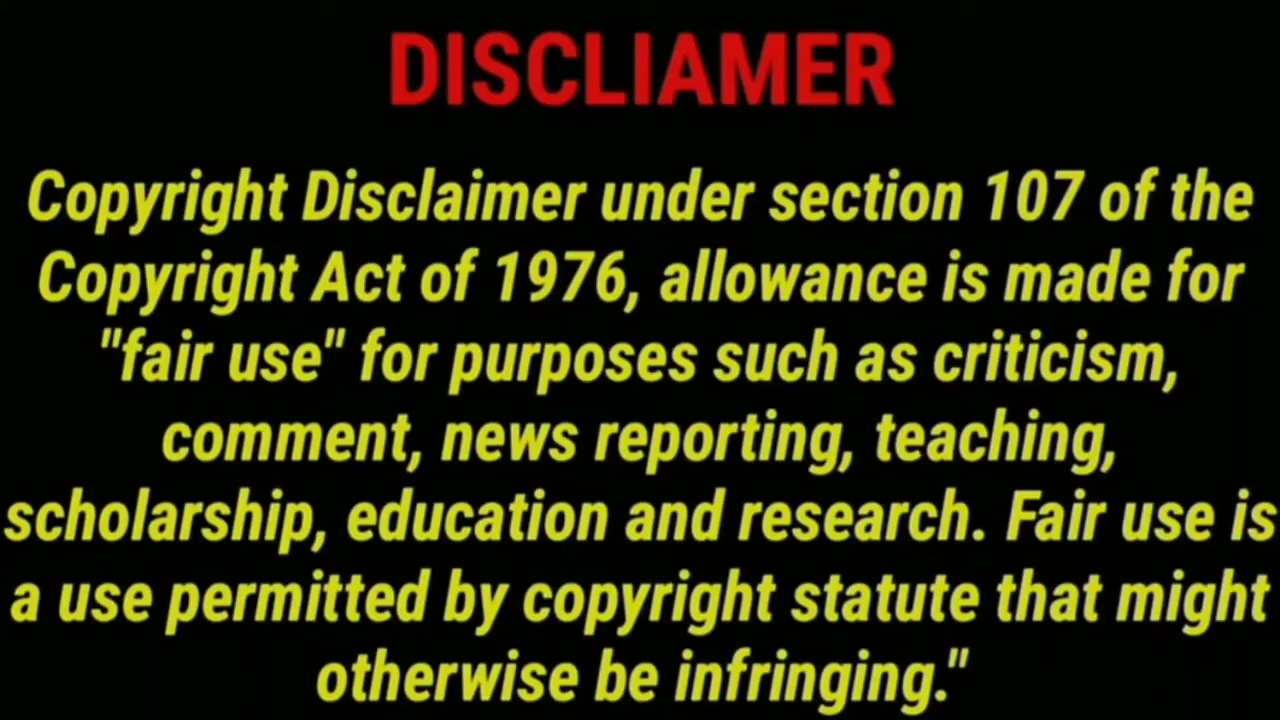 DISCLIAMER
Copyright Disclaimer under section 107 of the
Copyright Act of 1976, allowance is made for
"fair use" for purposes such as criticism,
comment, news reporting, teaching,
scholarship, education and research. Fair use is
a use permitted by copyright statute that might
otherwise be infringing."